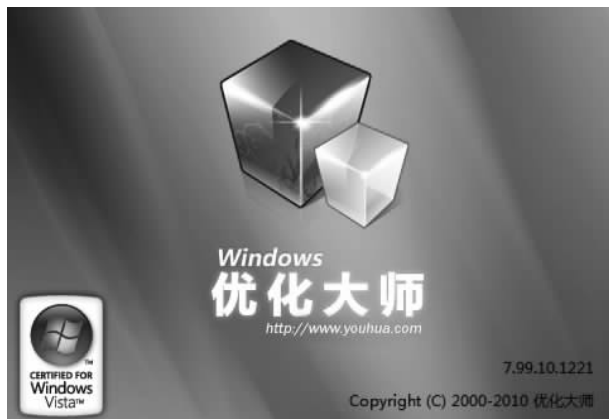 Windows
优化大师
http://www.youhua.com
7.99.10.1221
CERTIFIED FOR
Windows
Vista™
Copyright (C) 2000-2010 优化大师